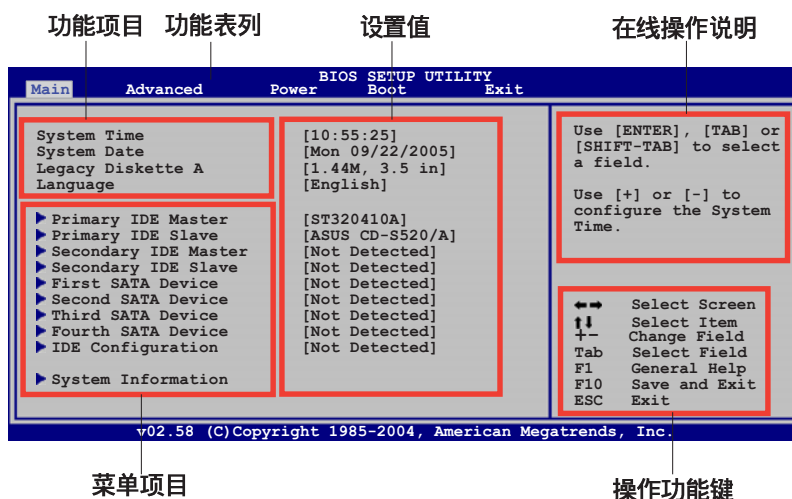 功能项目 功能表列 设置值 在线操作说明
BIOS SETUP UTILITY
Main Advanced Power Boot Exit
System Time [10:55:25]
System Date [Mon 09/22/2005]
Legacy Diskette A [1.44M, 3.5 in]
Language [English]
Primary IDE Master [ST320410A]
Primary IDE Slave [ASUS CD-S520/A]
Secondary IDE Master [Not Detected]
Secondary IDE Slave [Not Detected]
First SATA Device [Not Detected]
Second SATA Device [Not Detected]
Third SATA Device [Not Detected]
Fourth SATA Device [Not Detected]
IDE Configuration [Not Detected]
System Information
Use [ENTER], [TAB] or
[SHIFT-TAB] to select
a field.
Use [+] or [-] to
configure the System
Time.
←→ Select Screen
↑↓ Select Item
+- Change Field
Tab Select Field
F1 General Help
F10 Save and Exit
ESC Exit
v02.58 (C)Copyright 1985-2004, American Megatrends, Inc.
菜单项目 操作功能键